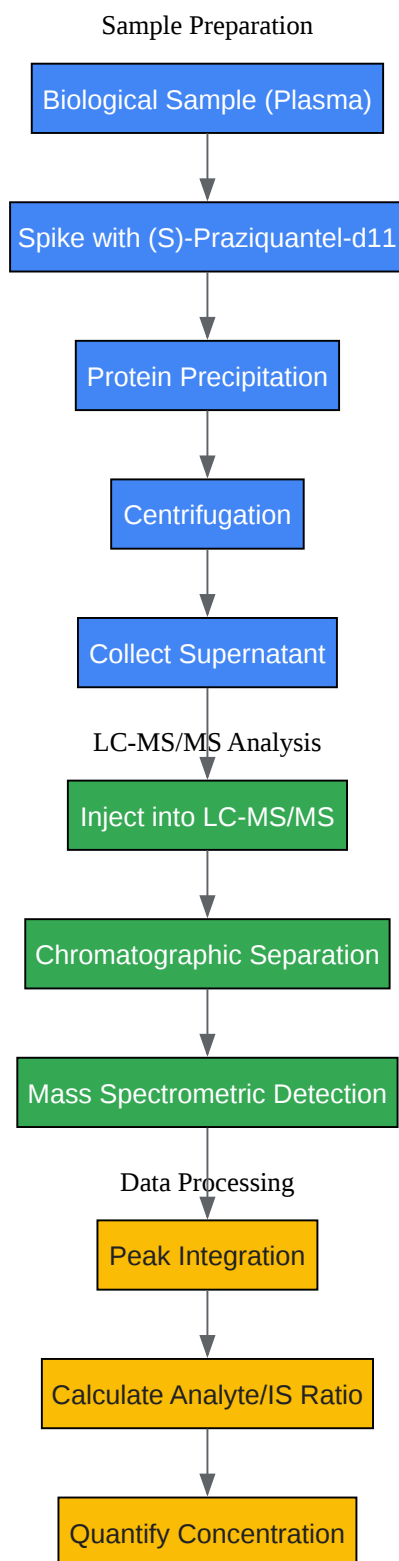 Sample Preparation
Biological Sample (Plasma)
Spike with (S)-Praziquantel-d11
Protein Precipitation
Centrifugation
Collect Supernatant
LC-MS/MS Analysis
Inject into LC-MS/MS
Chromatographic Separation
Mass Spectrometric Detection
Data Processing
Peak Integration
Calculate Analyte/IS Ratio
Quantify Concentration